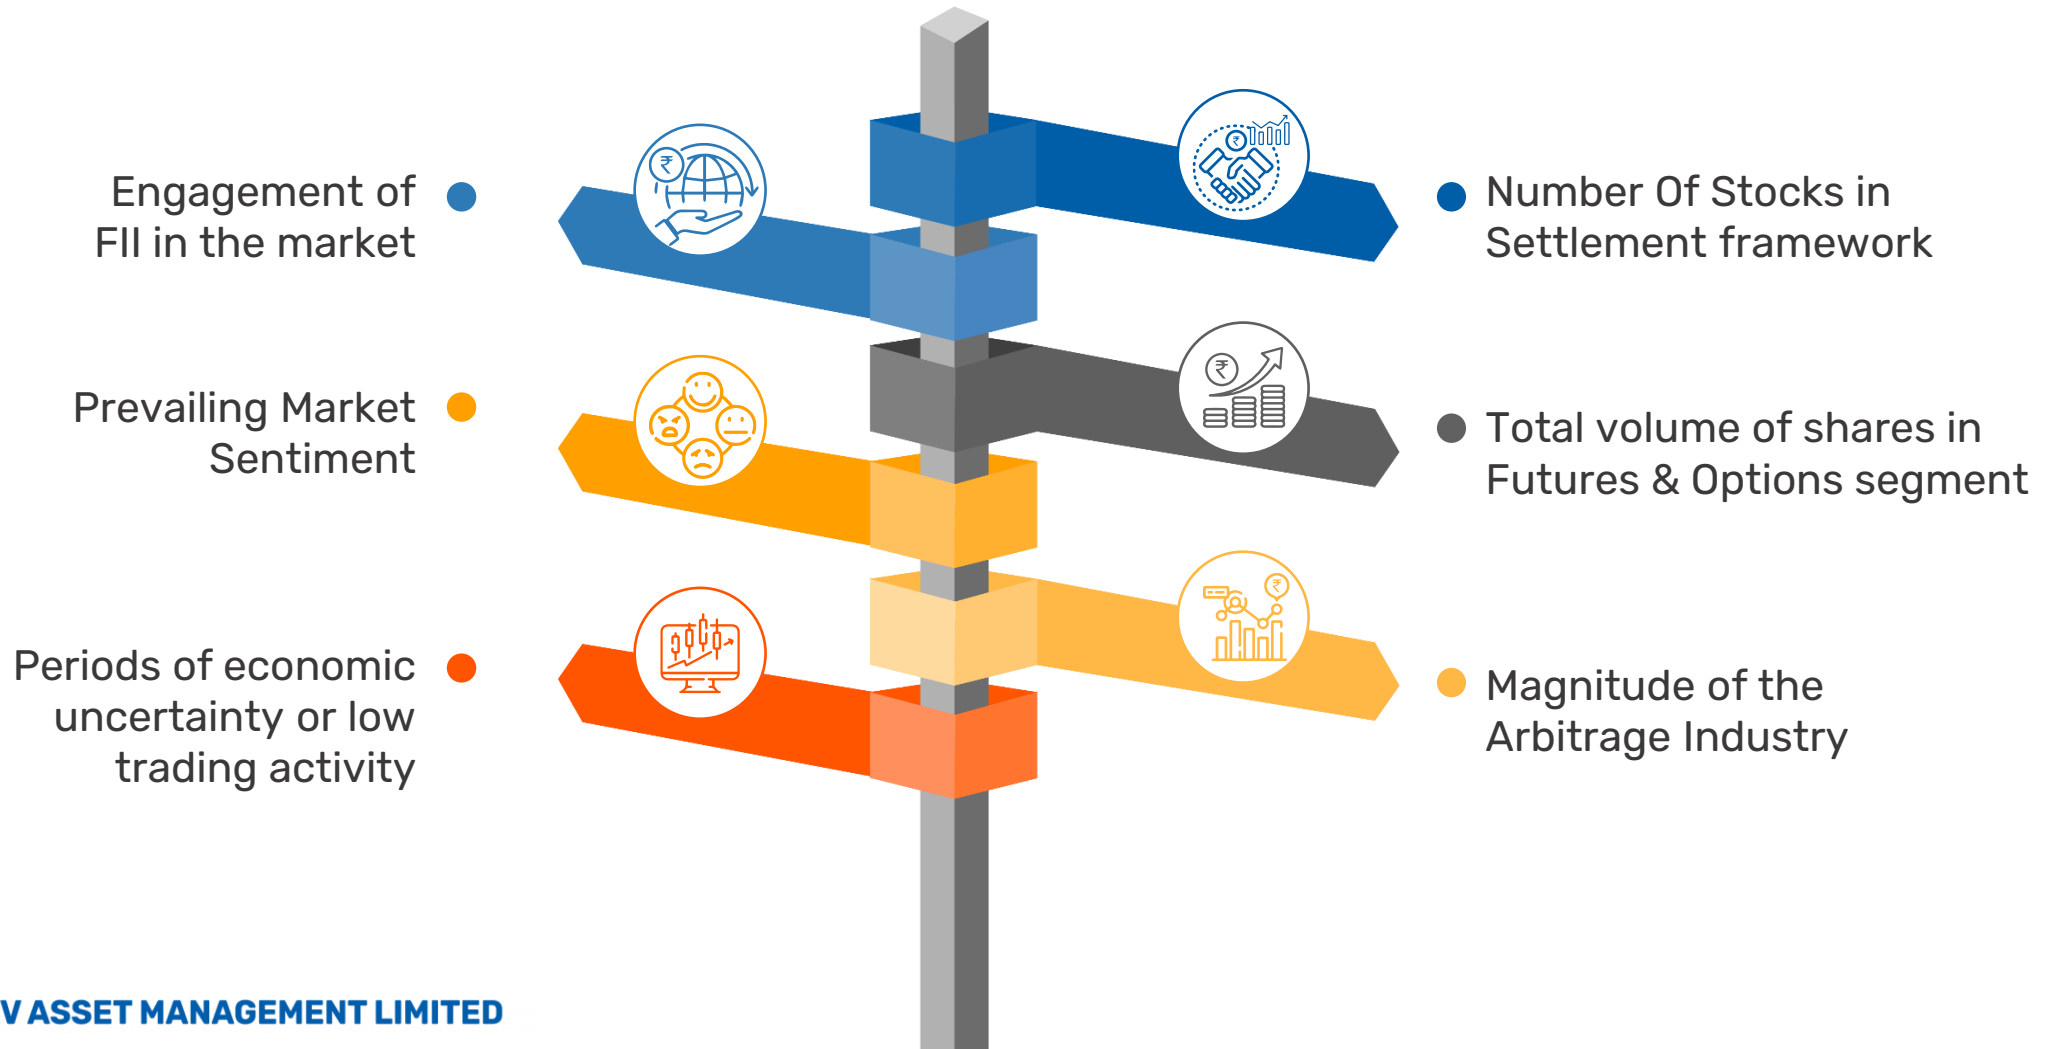 Engagement of
FII in the market
Prevailing Market
Sentiment
Periods of economic
uncertainty or low
trading activity
Number Of Stocks in
Settlement framework
Total volume of shares in
Futures & Options segment
Magnitude of the
Arbitrage Industry
V ASSET MANAGEMENT LIMITED